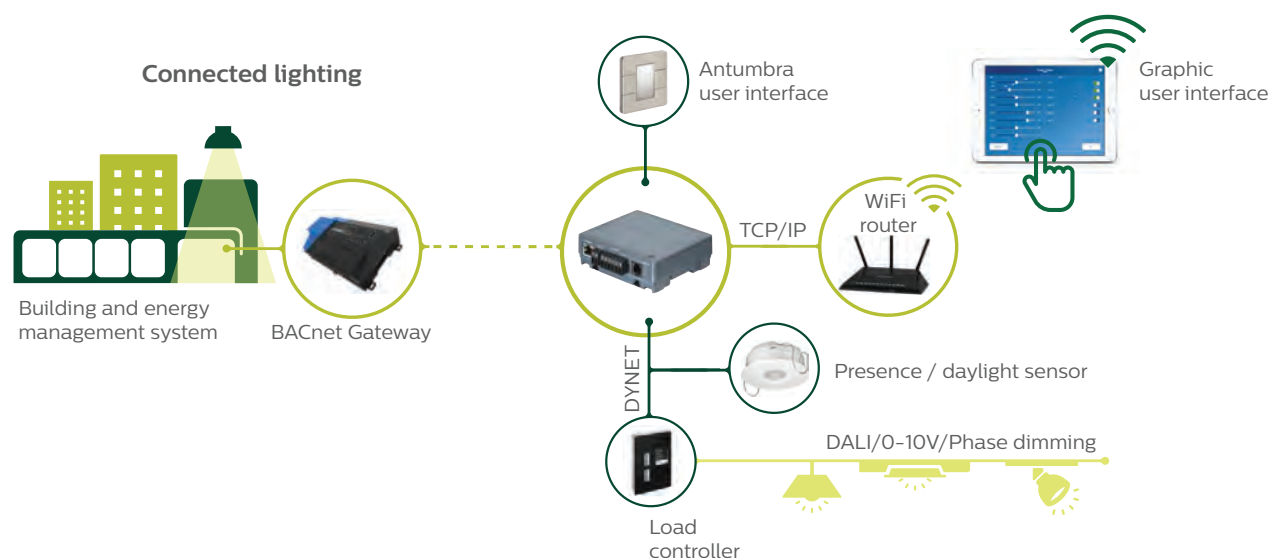 Connected lighting
Antumbra
user interface
Graphic
user interface
WiFi
router
TCP/IP
Building and energy
management system
BACnet Gateway
DYNET
Presence / daylight sensor
DALI/0-10V/Phase dimming
Load
controller